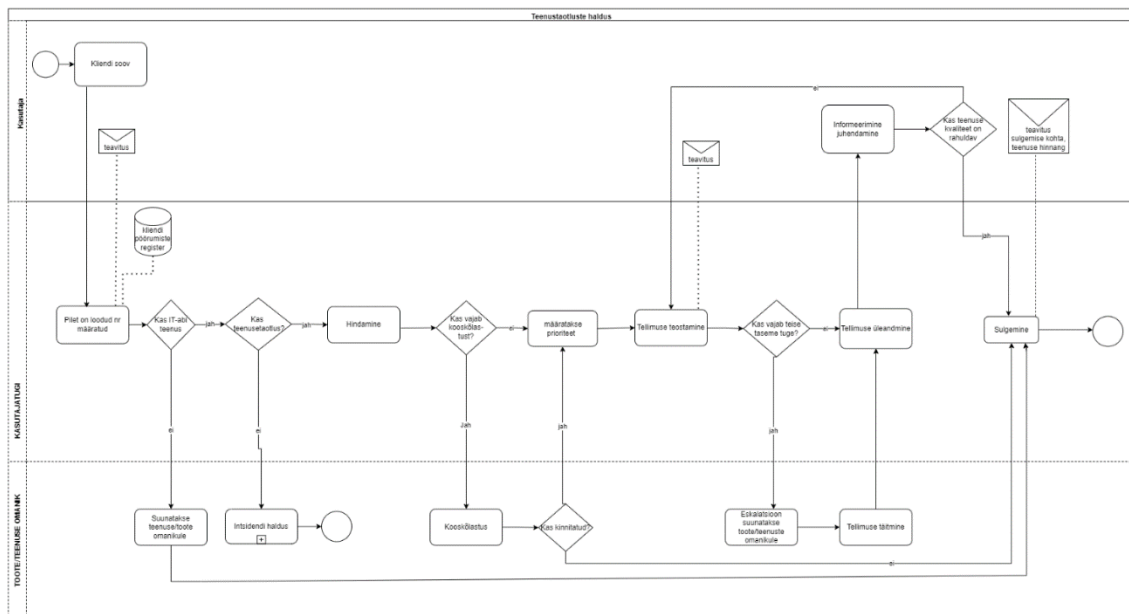 Teenustaotluste haldus
Kasutaja
Kliendi soov
teavitus
kliendi
pöörumiste
register
teavitus
Informeerimine
juhendamine
ei
Kas teenuse
kvaliteet on
rahuldav
teavitus
sulgemise kohta,
teenuse hinnang
jah
KASUTAJATUGI
Pilet on loodud nr
määratud
Kas IT-abi
teenus
jah
Kas
teenusetaotlus?
jah
Hindamine
Kas vajab
kooskõlas-
tust?
ei
määratakse
prioriteet
Tellimuse teostamine
Kas vajab teise
taseme tuge?
ei
Tellimuse üleandmine
Sulgemine
ei
ei
Jah
jah
jah
TOOTE/TEENUSE OMANIK
Suunatakse
teenuse/toote
omanikule
Intsidendi haldus
Kooskõlastus
Kas kinnitatud?
ei
Eskalatsioon
suunatakse
toote/teenuste
omanikule
Tellimuse täitmine